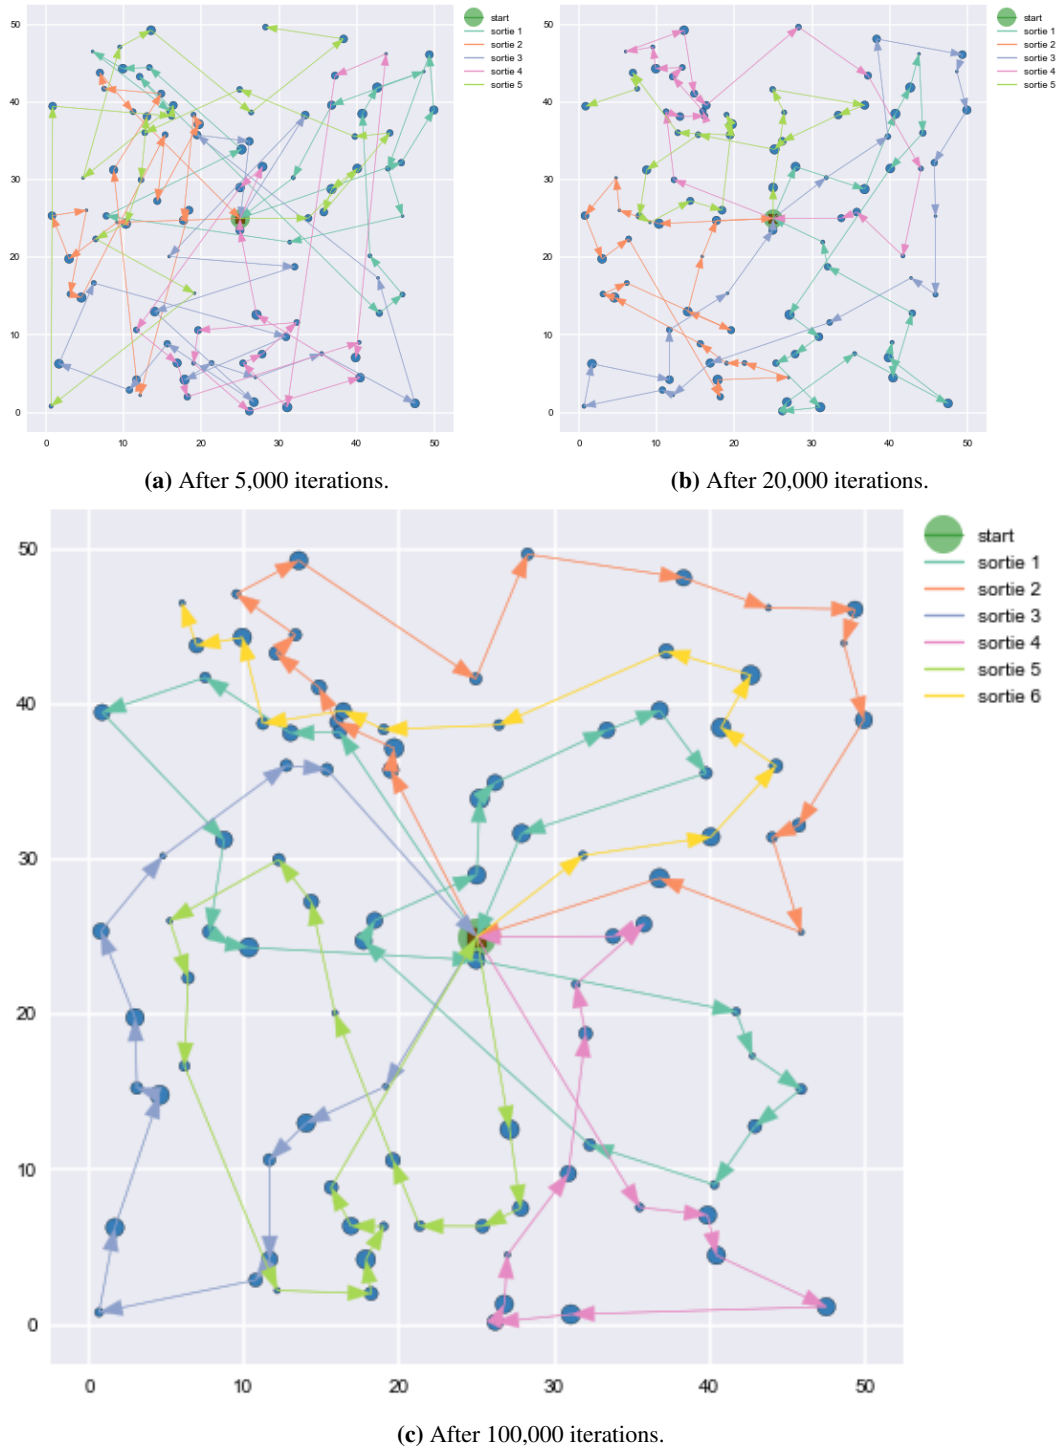 50
40
30
20
10
0
0 10 20 30 40 50
start
sortie 1
sortie 2
sortie 3
sortie 4
sortie 5
50
40
30
20
10
0
0 10 20 30 40 50
start
sortie 1
sortie 2
sortie 3
sortie 4
sortie 5
(a) After 5,000 iterations.
(b) After 20,000 iterations.
50
40
30
20
10
0
0 10 20 30 40 50
start
sortie 1
sortie 2
sortie 3
sortie 4
sortie 5
sortie 6
(c) After 100,000 iterations.